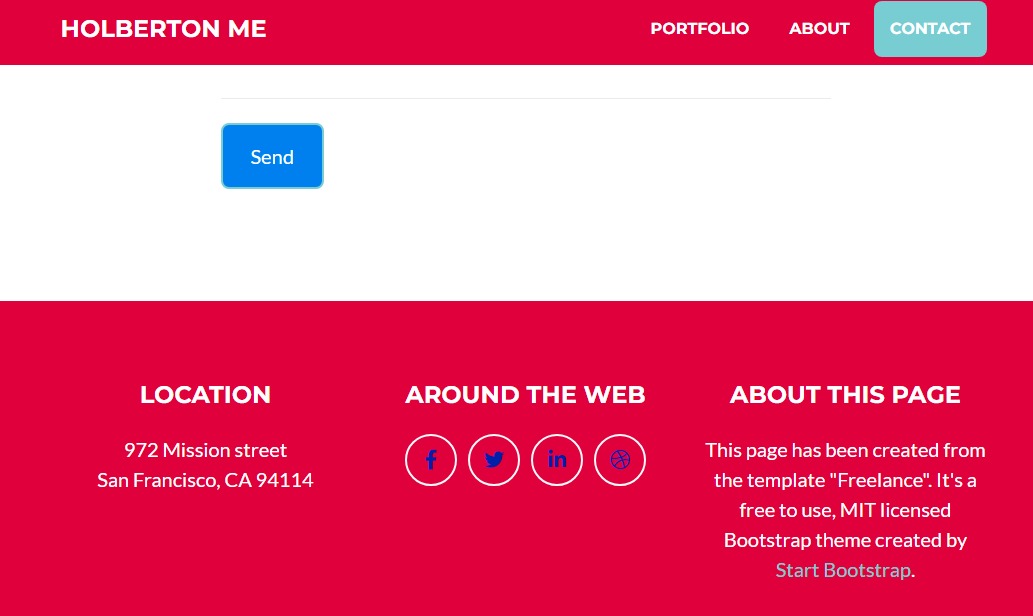 HOLBERTON ME
PORTFOLIO
ABOUT
CONTACT
Send
LOCATION
972 Mission street
San Francisco, CA 94114
AROUND THE WEB
ABOUT THIS PAGE
This page has been created from
the template "Freelance". It's a
free to use, MIT licensed
Bootstrap theme created by
Start Bootstrap.